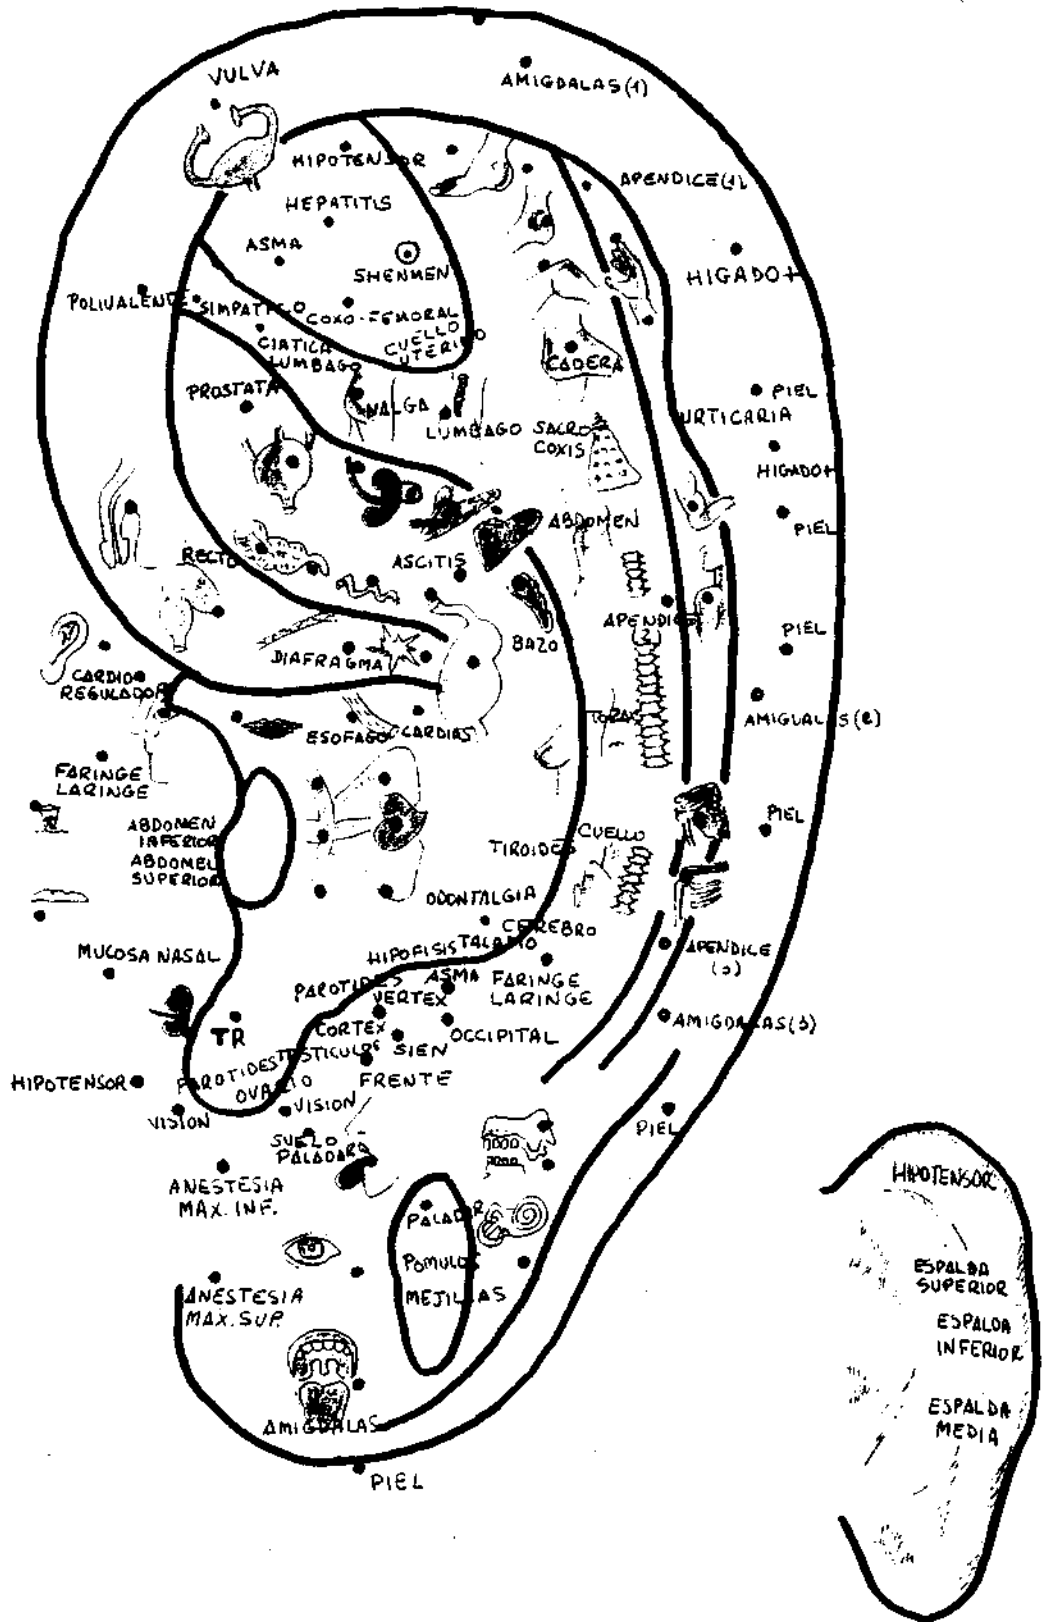 VULVA
AMIGDALAS (1)
HIPOTENSOR
APENDICE (1)
HEPATITIS
ASMA
SHENMEN
HIGADO+
POLIVALENTE
SIMPATICO
COXO-FEMORAL
CUELLO
UTERINO
CIATICA
LUMBAGO
CADERA
PROSTATA
NALGA
PIEL
URTICARIA
LUMBAGO
SACRO
COXIS
HIGADO+
ABDOMEN
PIEL
RECTO
ASCITIS
APENDICE
2
PIEL
BAZO
DIAFRAGMA
CARDIO
REGULADOR
TORAX
AMIGUALAS (2)
ESOFAGO
CARDIAS
FARINGE
LARINGE
PIEL
ABDOMEN
INFERIOR
ABDOMEN
SUPERIOR
TIROIDES
CUELLO
ODONTALGIA
CEREBRO
MUCOSA NASAL
HIPOFISIS
TALAMO
APENDICE
ASMA
FARINGE
LARINGE
PAROTIDES
VERTEX
TR
CORTEX
OCCIPITAL
AMIGDALAS (3)
TESTICULOS
SIEN
PAROTIDES
OVARIO
FRENTE
HIPOTENSOR
VISION
VISION
PIEL
SUELO
PALADAR
ANESTESIA
MAX. INF.
HIPOTENSOR
PALADAR
POMULOS
MEJILLAS
ESPALDA
SUPERIOR
ANESTESIA
MAX. SUP.
ESPALDA
INFERIOR
ESPALDA
MEDIA
AMIGDALAS
PIEL